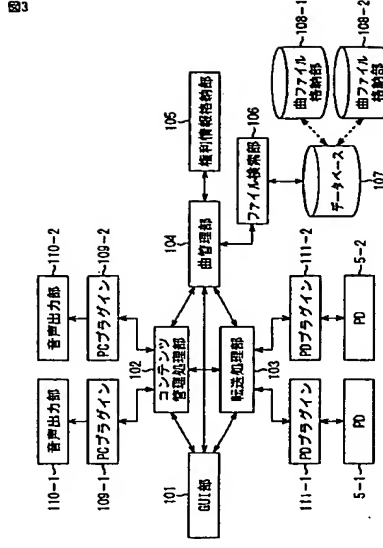 図3
110-1
音声出力部
110-2
音声出力部
109-1
PCプラグイン
109-2
PCプラグイン
102
コンテンツ
管理処理部
101
GUI部
104
曲管理部
105
権利情報格納部
103
転送処理部
106
ファイル検索部
107
データベース
108-1
曲ファイル
格納部
108-2
曲ファイル
格納部
111-1
PDプラグイン
111-2
PDプラグイン
5-1
PD
5-2
PD